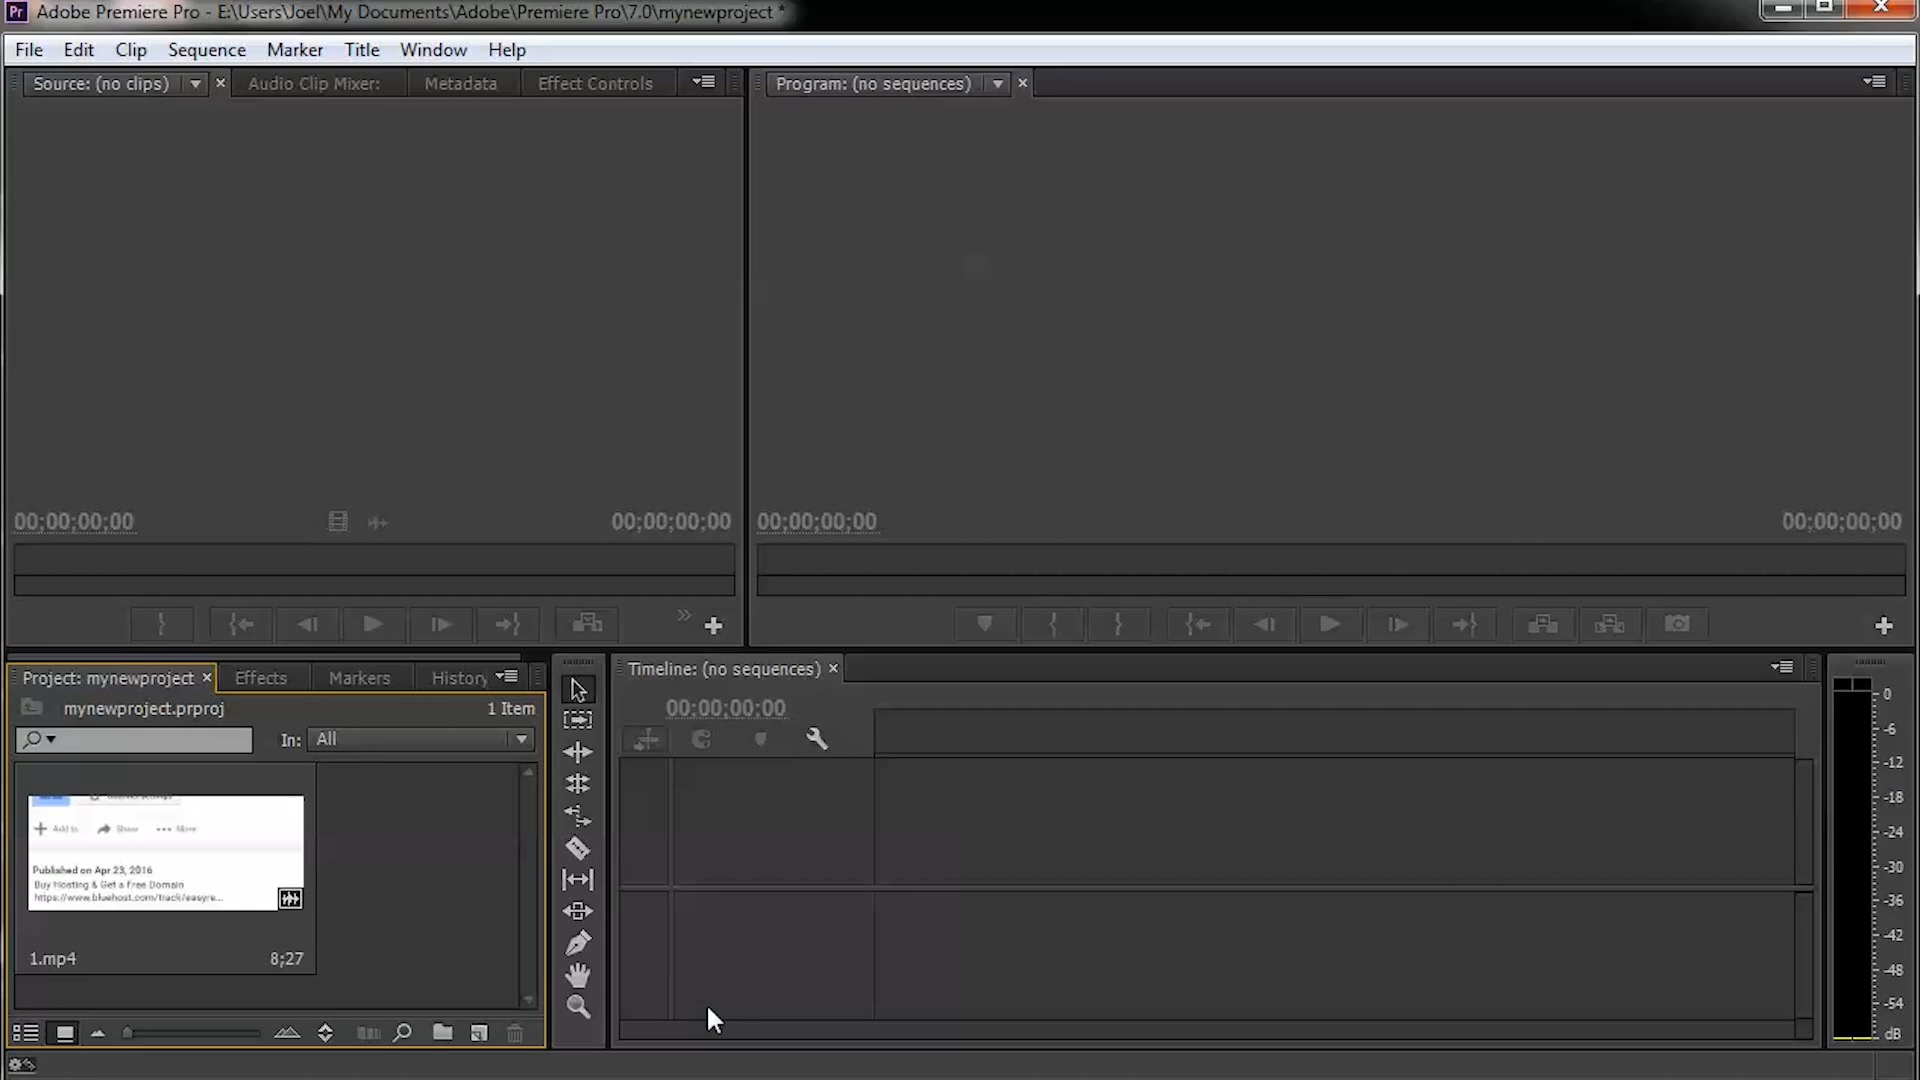 Pr Adobe Premiere Pro - E:\Users\Joel\My Documents\Adobe\Premiere Pro\7.0\mynewproject *
File Edit Clip Sequence Marker Title Window Help
Source: (no clips) Audio Clip Mixer: Metadata Effect Controls
Program: (no sequences)
00;00;00;00 00;00;00;00
00;00;00;00 00;00;00;00
Project: mynewproject Effects Markers History
mynewproject.prproj 1 Item
In: All
Add to Share More
Published on Apr 23, 2016
Buy Hosting & Get a Free Domain
https://www.bluehost.com/track/easyre...
1.mp4 8;27
Timeline: (no sequences)
00;00;00;00
0
-6
-12
-18
-24
-30
-36
-42
-48
-54
dB